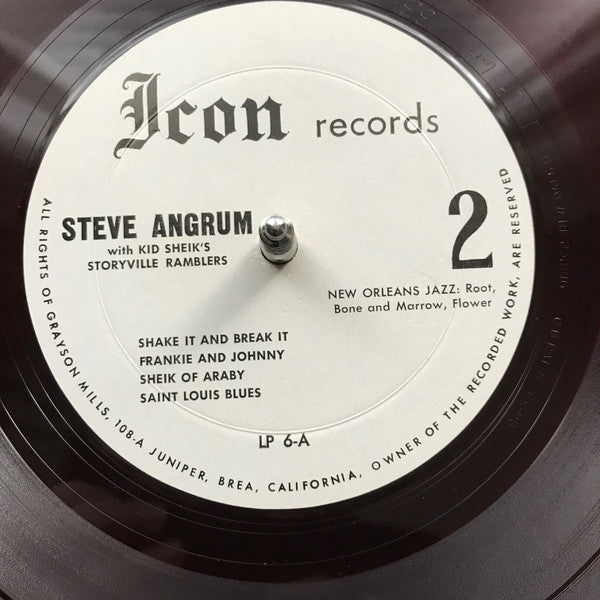 Icon records
STEVE ANGRUM
with KID SHEIK'S
STORYVILLE RAMBLERS
2
NEW ORLEANS JAZZ: Root,
Bone and Marrow, Flower
SHAKE IT AND BREAK IT
FRANKIE AND JOHNNY
SHEIK OF ARABY
SAINT LOUIS BLUES
LP 6-A
ALL RIGHTS OF GRAYSON MILLS, 108-A JUNIPER, BREA, CALIFORNIA, OWNER OF THE RECORDED WORK, ARE RESERVED